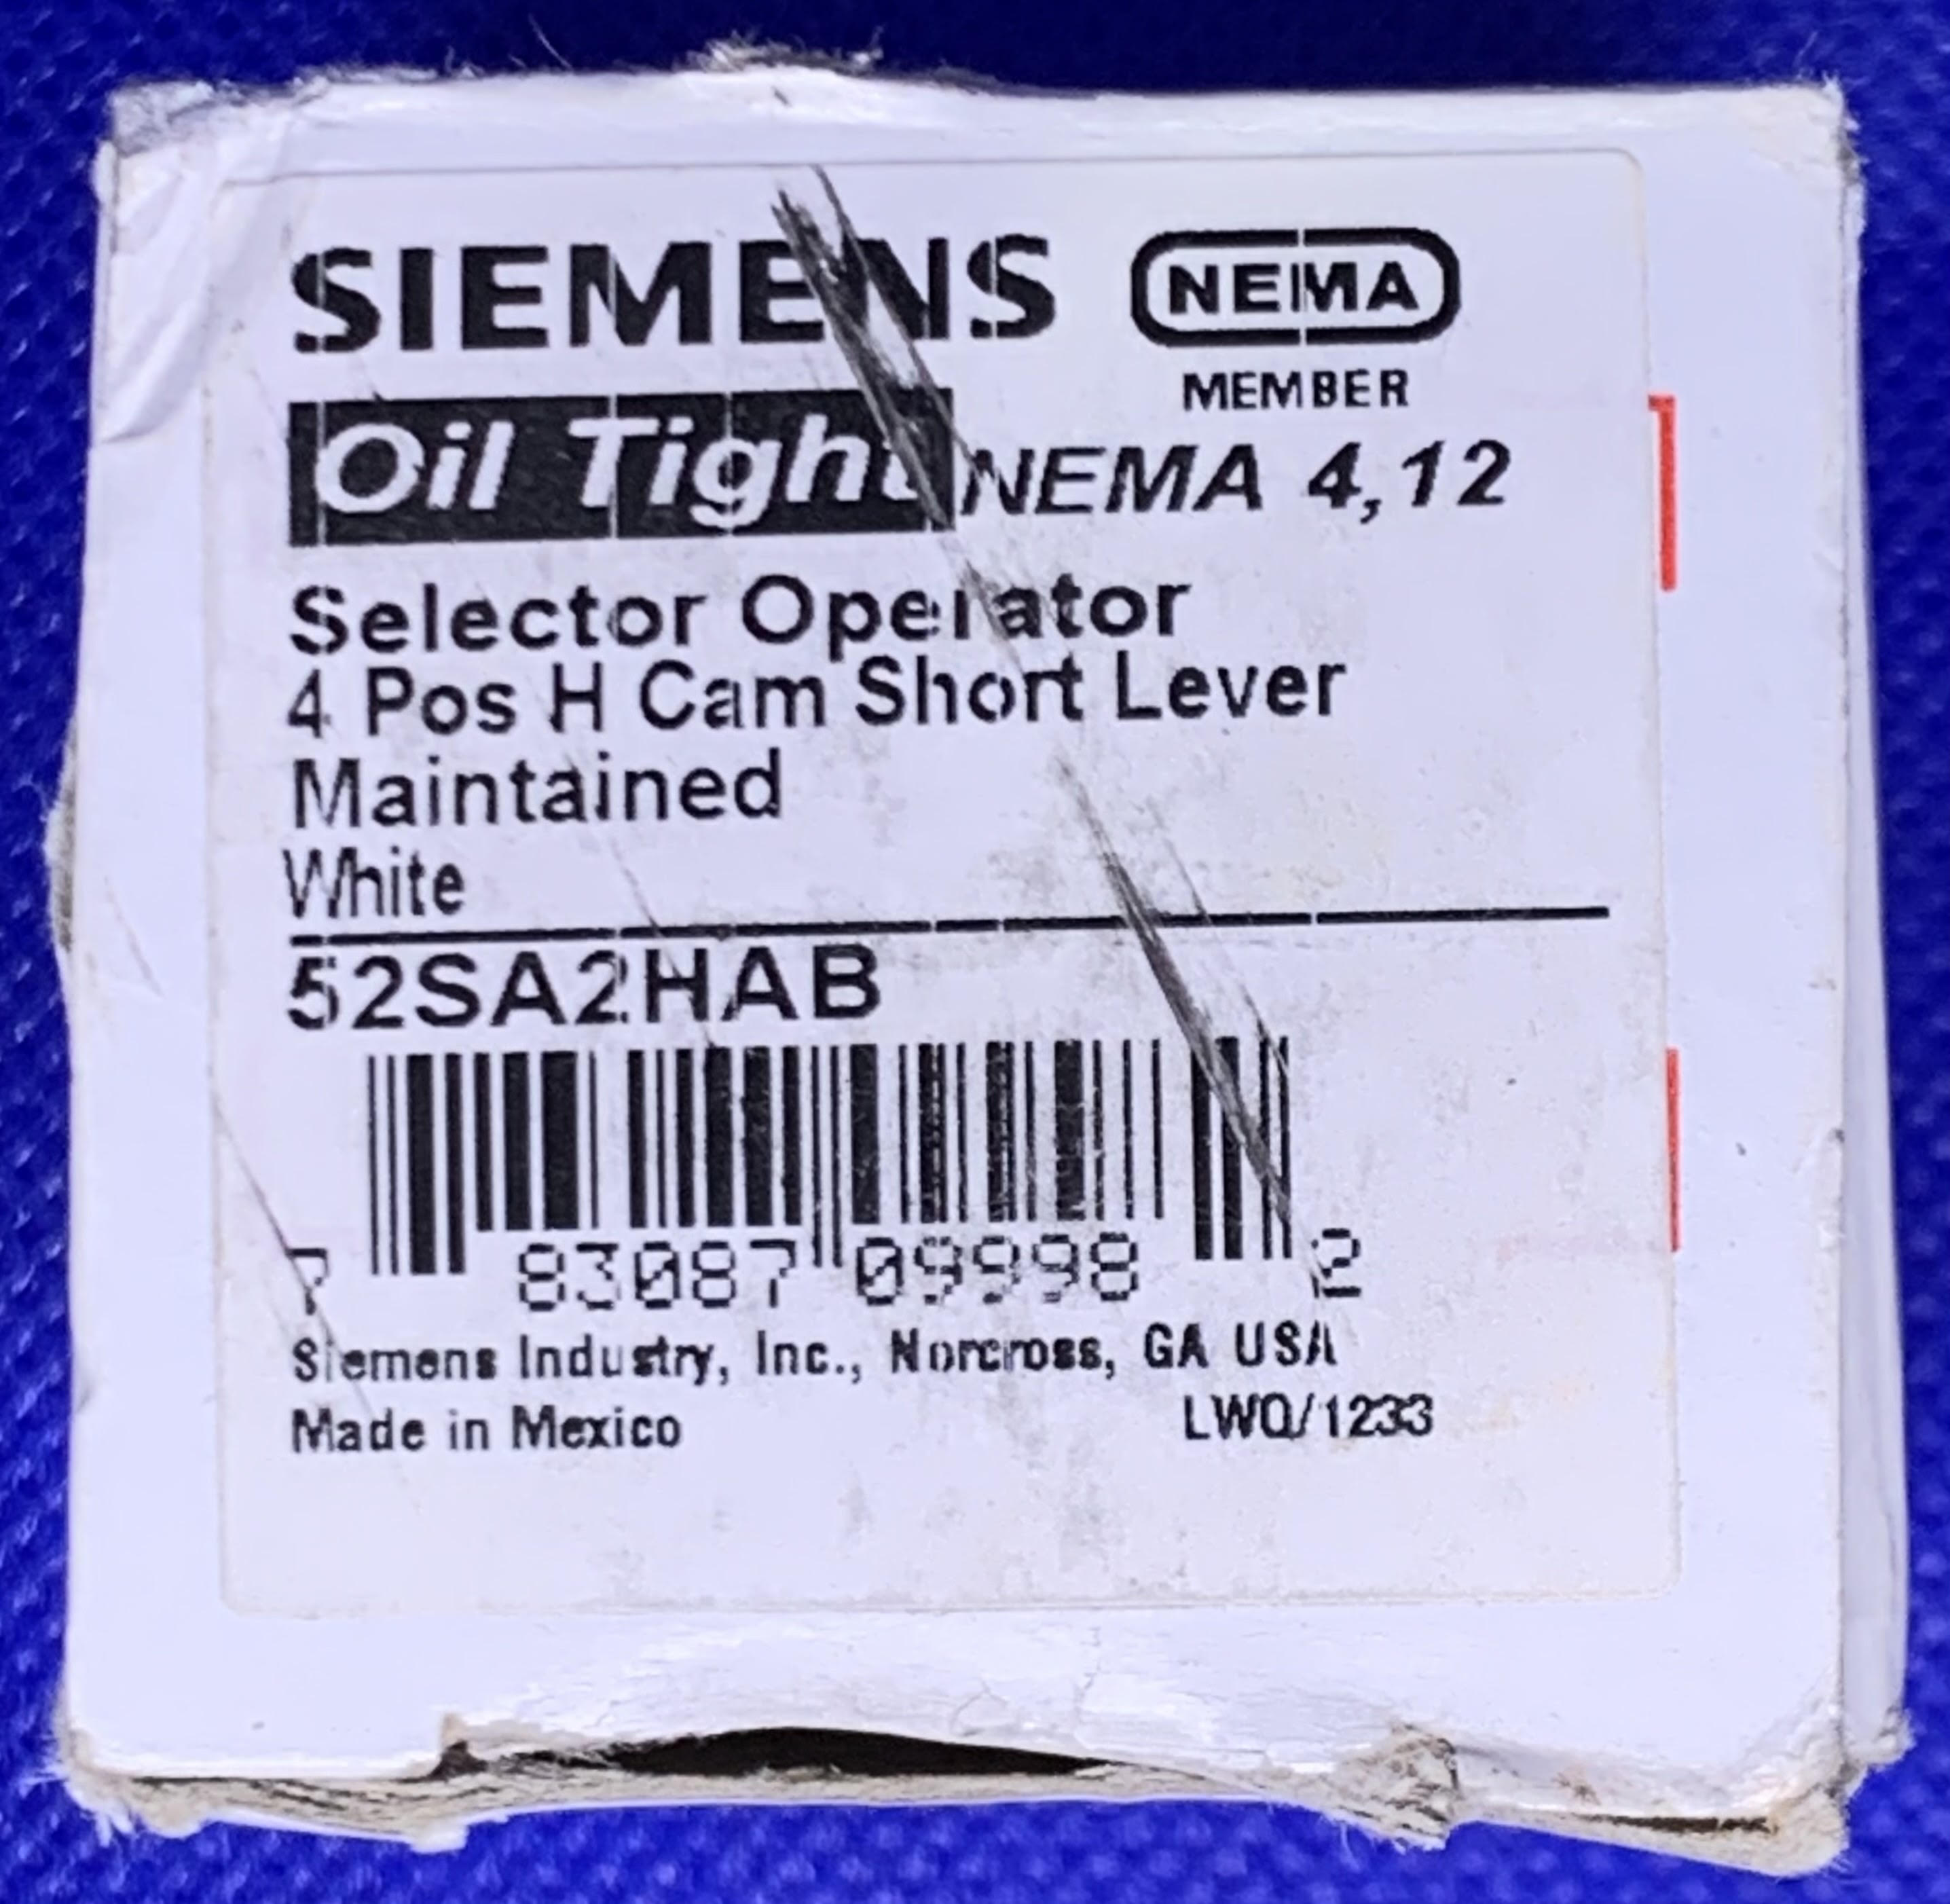 SIEMENS NEMA
MEMBER
Oil Tight NEMA 4,12
Selector Operator
4 Pos H Cam Short Lever
Maintained
White
52SA2HAB
7 83087 09998 2
Siemens Industry, Inc., Norcross, GA USA
Made in Mexico LWQ/1233